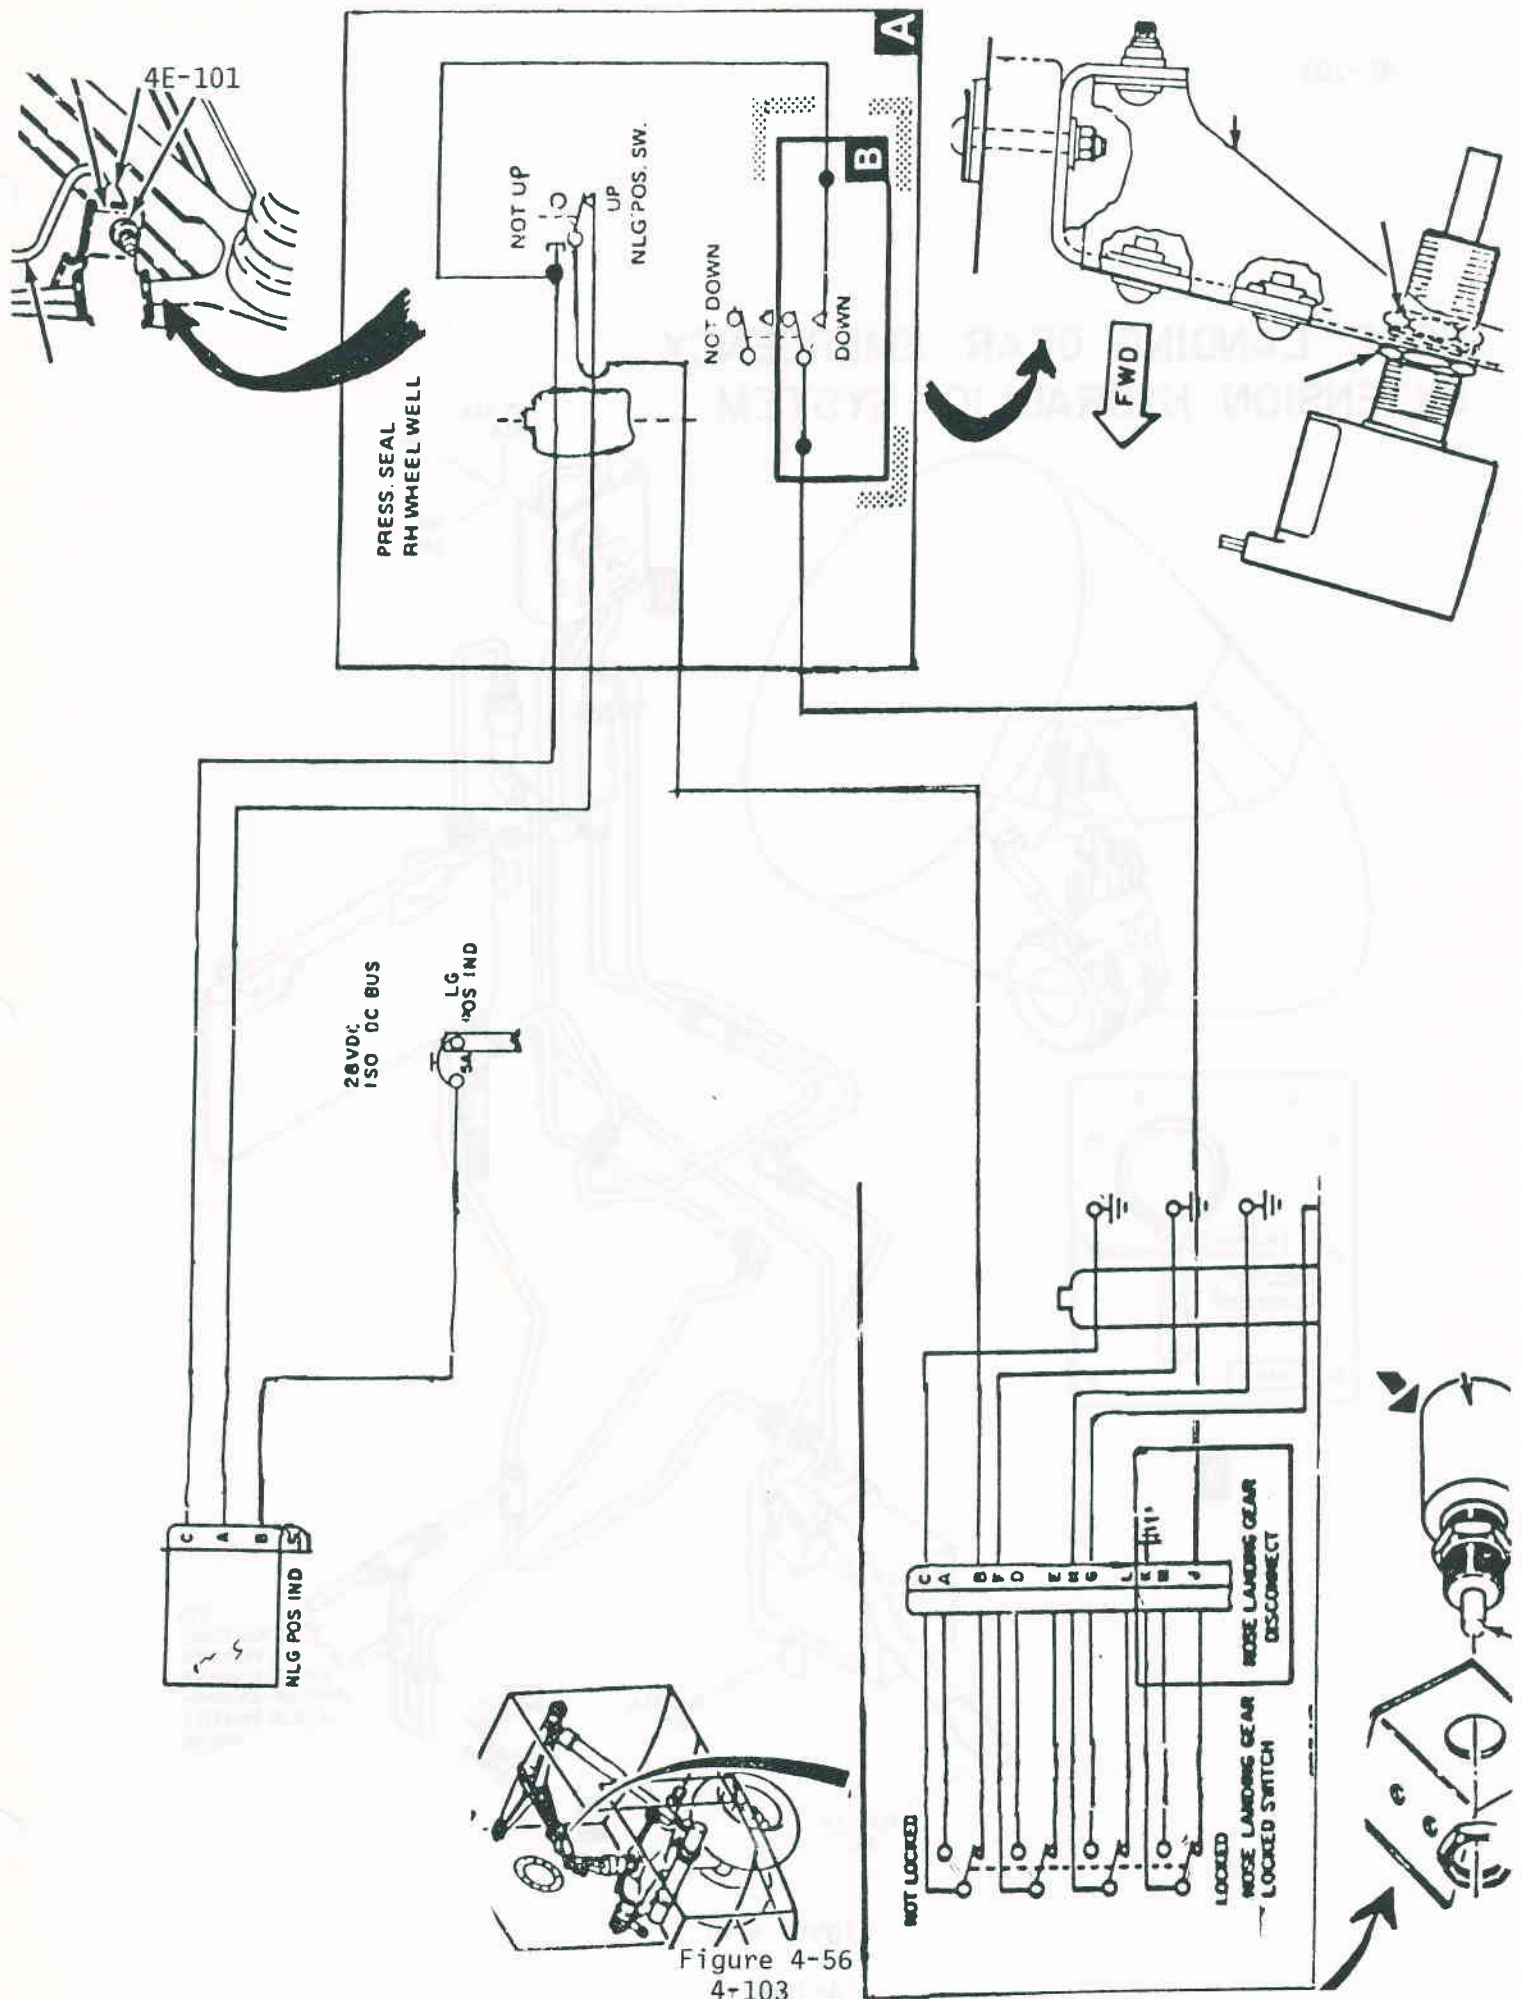 4E-101
A
B
NOT UP
UP
NLG POS. SW.
NOT DOWN
DOWN
PRESS. SEAL
RH WHEEL WELL
FWD
28VDC
ISO DC BUS
LG
POS IND
5A
C
A
B
NLG POS IND
C
A
B
F
D
E
H
G
L
K
M
J
NOSE LANDING GEAR
DISCONNECT
NOT LOCKED
LOCKED
NOSE LANDING GEAR
LOCKED SWITCH
Figure 4-56
4-103